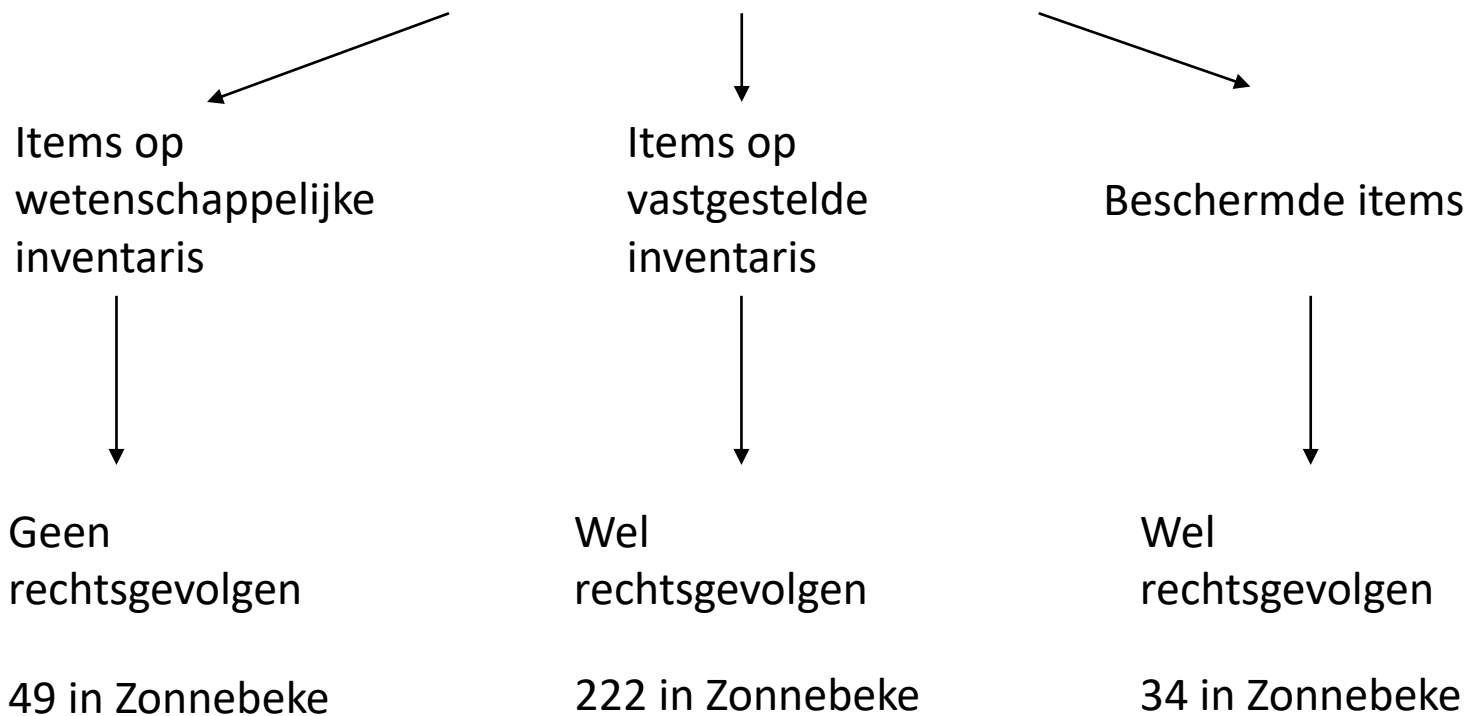 Items op
wetenschappelijke
inventaris
Items op
vastgestelde
inventaris
Beschermde items
Geen
rechtsgevolgen
Wel
rechtsgevolgen
Wel
rechtsgevolgen
49 in Zonnebeke
222 in Zonnebeke
34 in Zonnebeke